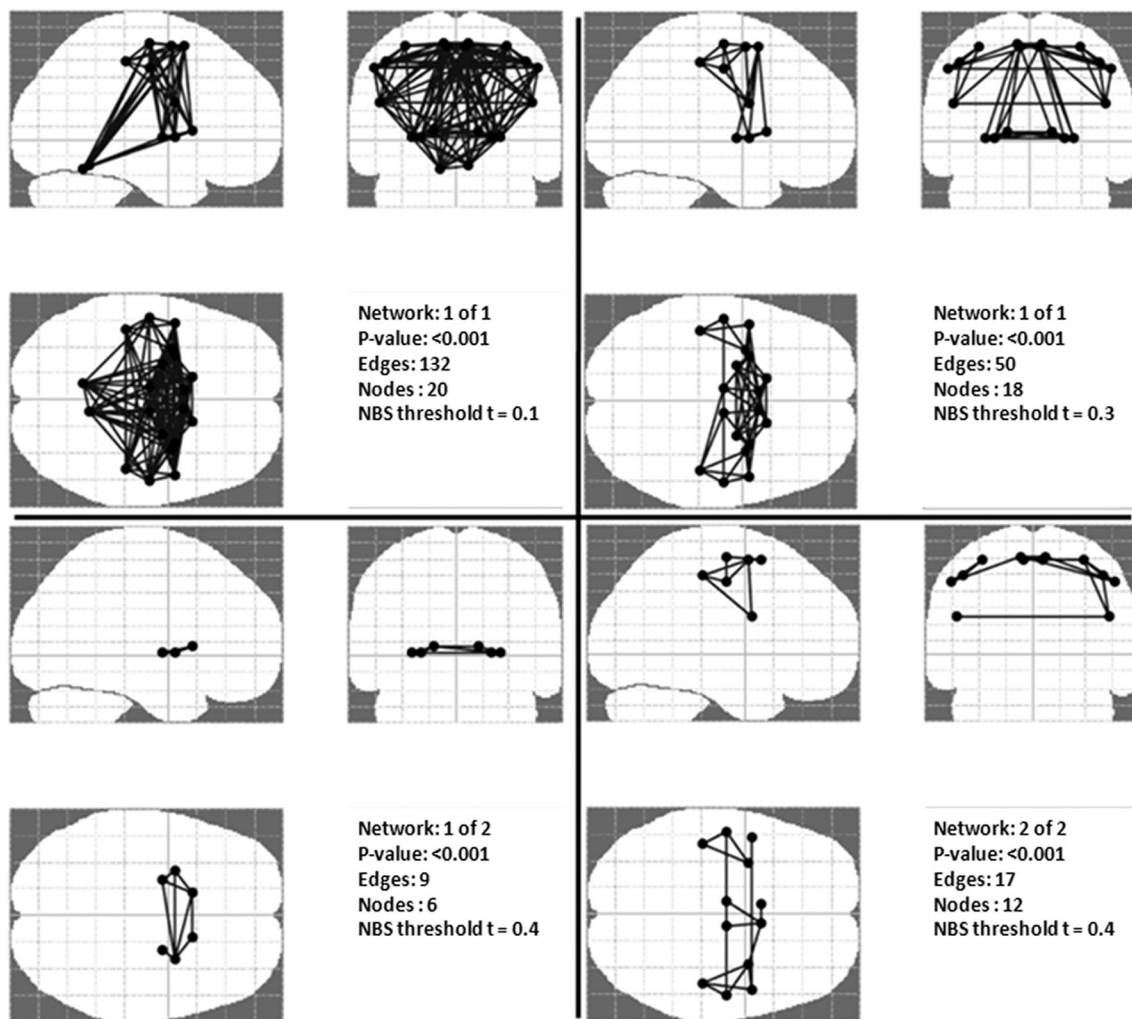 Network: 1 of 1
P-value: <0.001
Edges: 132
Nodes : 20
NBS threshold t = 0.1
Network: 1 of 1
P-value: <0.001
Edges: 50
Nodes : 18
NBS threshold t = 0.3
Network: 1 of 2
P-value: <0.001
Edges: 9
Nodes : 6
NBS threshold t = 0.4
Network: 2 of 2
P-value: <0.001
Edges: 17
Nodes : 12
NBS threshold t = 0.4